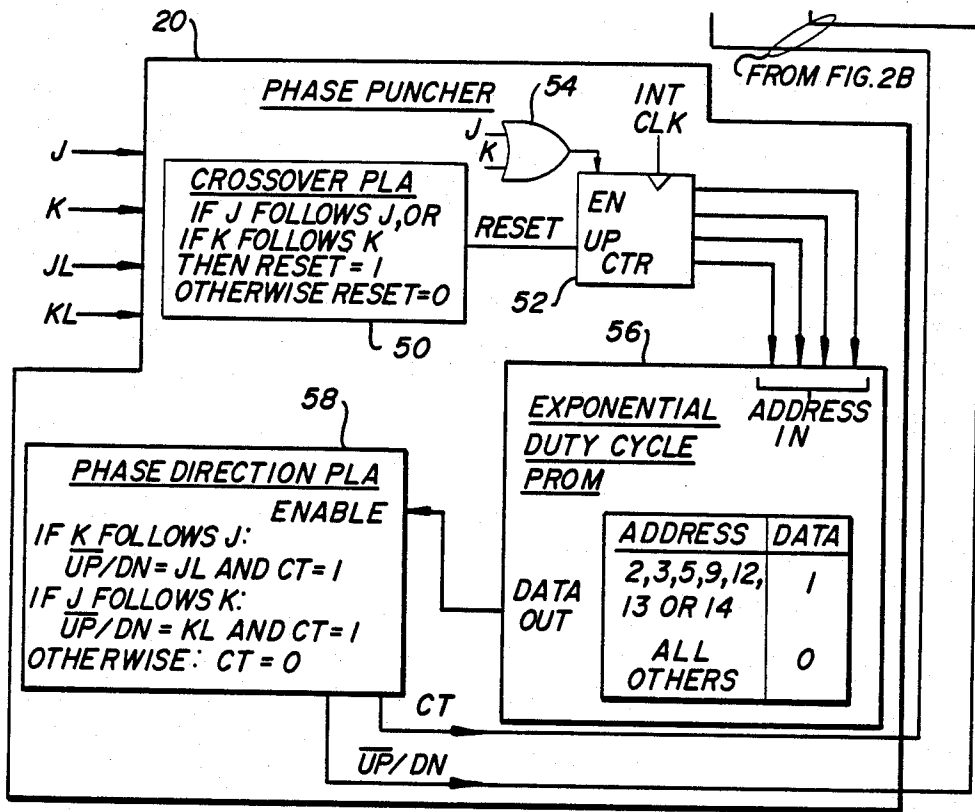 20
FROM FIG. 2B
PHASE PUNCHER
54
INT
CLK
J
K
J
K
JL
KL
CROSSOVER PLA
IF J FOLLOWS J, OR
IF K FOLLOWS K
THEN RESET = 1
OTHERWISE RESET=0
50
RESET
EN
UP
CTR
52
56
ADDRESS
IN
EXPONENTIAL
DUTY CYCLE
PROM
ADDRESS DATA
2,3,5,9,12,
13 OR 14 1
ALL
OTHERS 0
DATA
OUT
58
PHASE DIRECTION PLA
ENABLE
IF K FOLLOWS J:
U̅P̅/DN = JL AND CT = 1
IF J FOLLOWS K:
U̅P̅/DN = KL AND CT = 1
OTHERWISE: CT = 0
CT
U̅P̅/DN